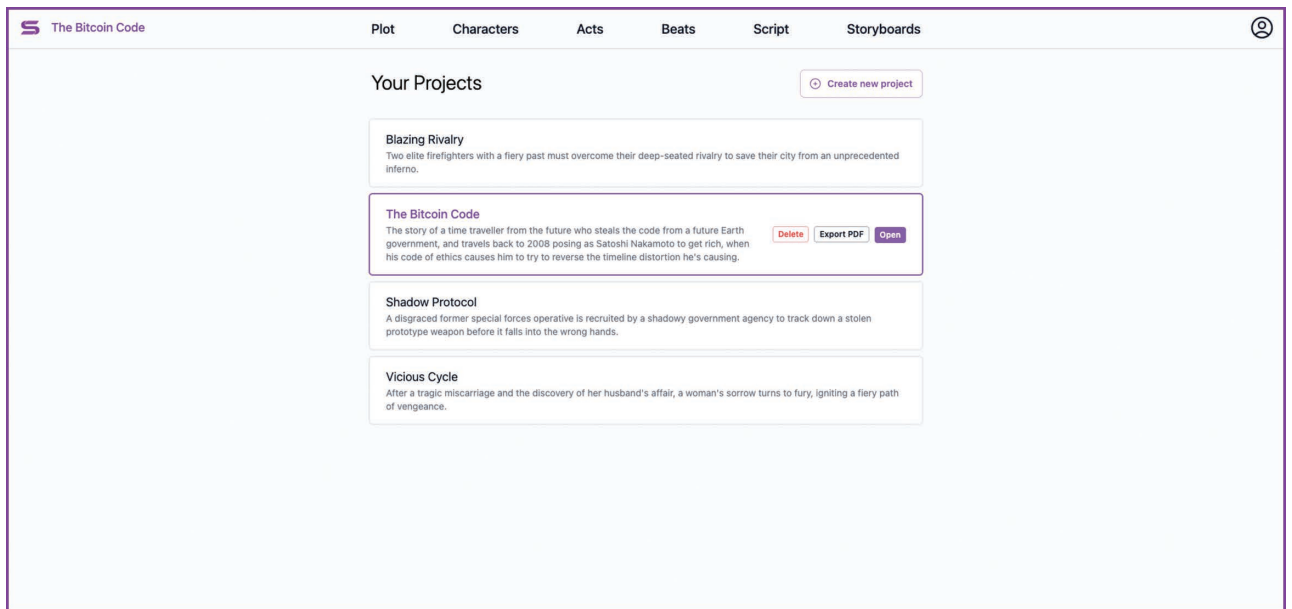 The Bitcoin Code
Plot
Characters
Acts
Beats
Script
Storyboards
Your Projects
Create new project
Blazing Rivalry
Two elite firefighters with a fiery past must overcome their deep-seated rivalry to save their city from an unprecedented
inferno.
The Bitcoin Code
The story of a time traveller from the future who steals the code from a future Earth
government, and travels back to 2008 posing as Satoshi Nakamoto to get rich, when
his code of ethics causes him to try to reverse the timeline distortion he's causing.
Delete
Export PDF
Open
Shadow Protocol
A disgraced former special forces operative is recruited by a shadowy government agency to track down a stolen
prototype weapon before it falls into the wrong hands.
Vicious Cycle
After a tragic miscarriage and the discovery of her husband's affair, a woman's sorrow turns to fury, igniting a fiery path
of vengeance.